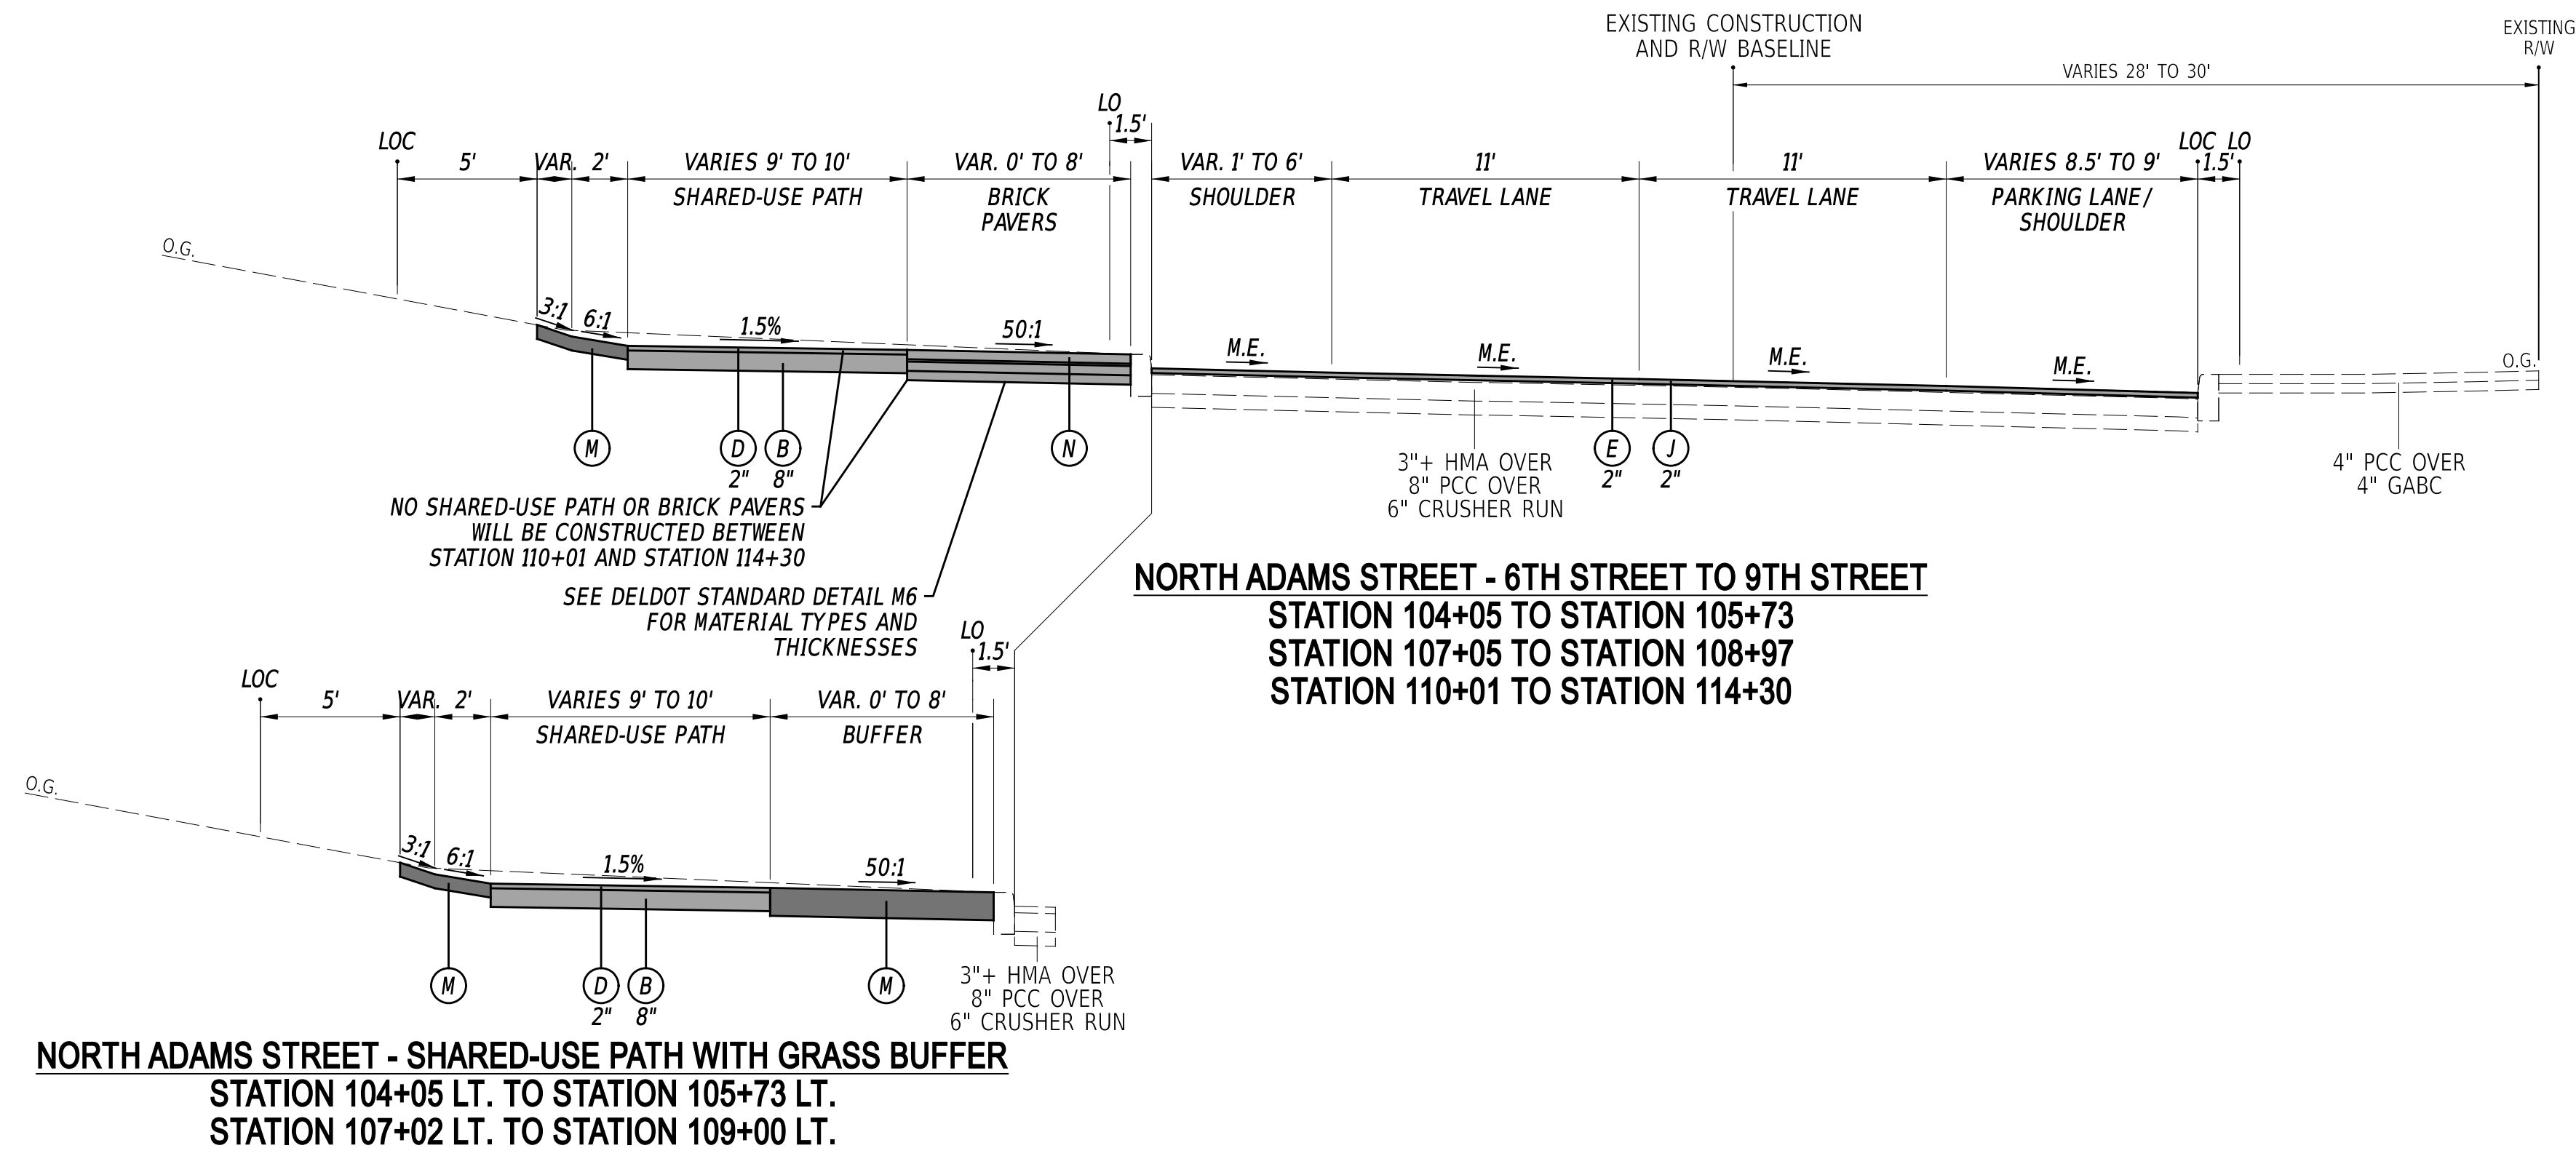 EXISTING CONSTRUCTION
AND R/W BASELINE
EXISTING
R/W
VARIES 28' TO 30'
LO
1.5'
LOC
5'
VAR.
2'
VARIES 9' TO 10'
SHARED-USE PATH
VAR. 0' TO 8'
BRICK
PAVERS
VAR. 1' TO 6'
SHOULDER
11'
TRAVEL LANE
11'
TRAVEL LANE
VARIES 8.5' TO 9'
PARKING LANE/
SHOULDER
LOC
LO
1.5'
O.G.
3:1
6:1
1.5%
50:1
M.E.
M.E.
M.E.
M.E.
O.G.
M
D
2"
B
8"
N
E
2"
J
2"
3"+ HMA OVER
8" PCC OVER
6" CRUSHER RUN
4" PCC OVER
4" GABC
NO SHARED-USE PATH OR BRICK PAVERS
WILL BE CONSTRUCTED BETWEEN
STATION 110+01 AND STATION 114+30
SEE DELDOT STANDARD DETAIL M6
FOR MATERIAL TYPES AND
THICKNESSES
NORTH ADAMS STREET - 6TH STREET TO 9TH STREET
STATION 104+05 TO STATION 105+73
STATION 107+05 TO STATION 108+97
STATION 110+01 TO STATION 114+30
LO
1.5'
LOC
5'
VAR.
2'
VARIES 9' TO 10'
SHARED-USE PATH
VAR. 0' TO 8'
BUFFER
O.G.
3:1
6:1
1.5%
50:1
M
D
2"
B
8"
M
3"+ HMA OVER
8" PCC OVER
6" CRUSHER RUN
NORTH ADAMS STREET - SHARED-USE PATH WITH GRASS BUFFER
STATION 104+05 LT. TO STATION 105+73 LT.
STATION 107+02 LT. TO STATION 109+00 LT.